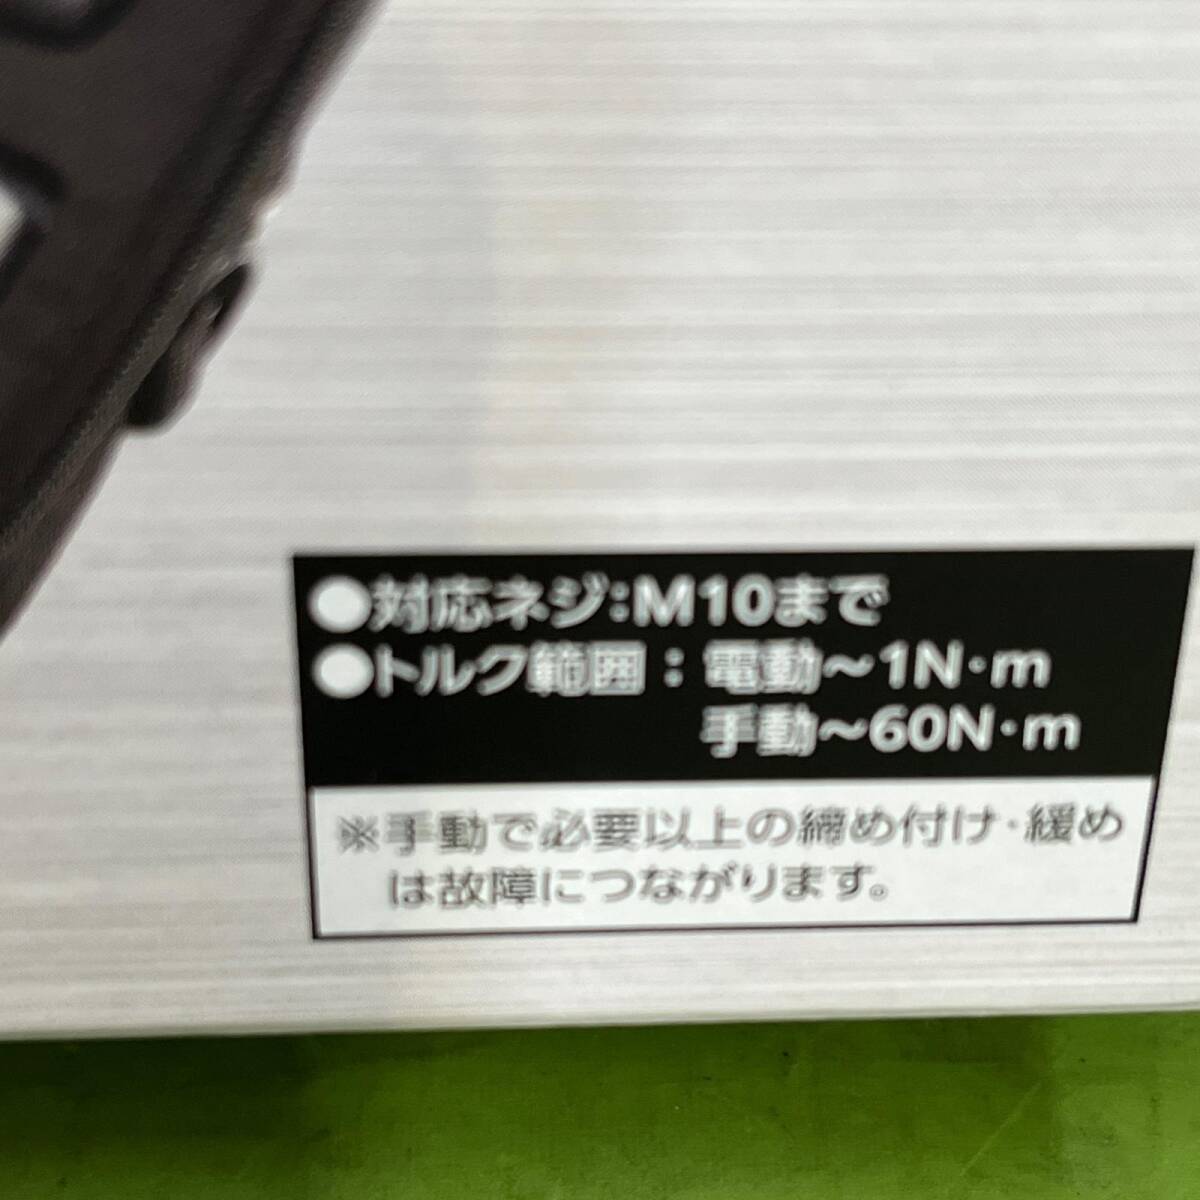 ●対応ネジ:M10まで
●トルク範囲：電動～1N·m
手動～60N·m
※手動で必要以上の締め付け·緩め
は故障につながります。